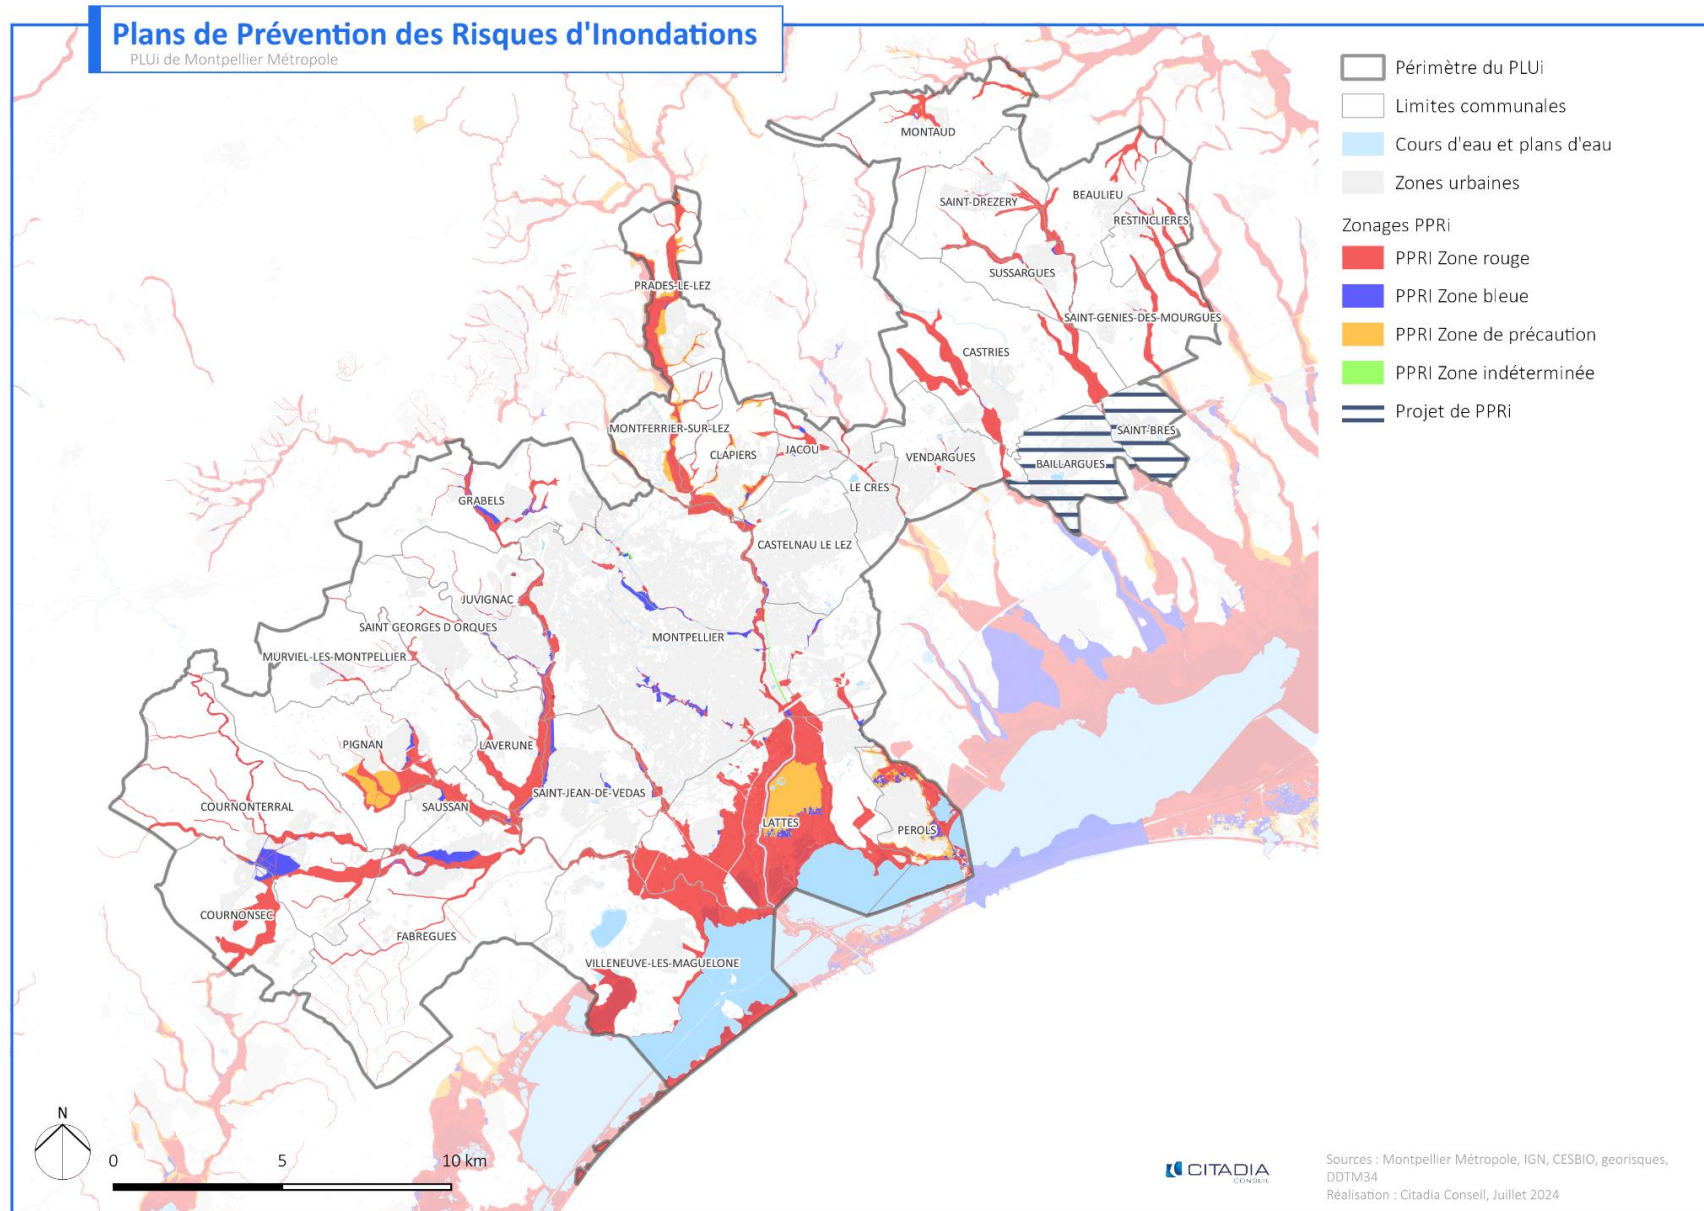 Plans de Prévention des Risques d'Inondations
PLUi de Montpellier Métropole
Périmètre du PLUi
Limites communales
Cours d'eau et plans d'eau
Zones urbaines
Zonages PPRi
PPRI Zone rouge
PPRI Zone bleue
PPRI Zone de précaution
PPRI Zone indéterminée
Projet de PPRi
MONTAUD
BEAULIEU
SAINT-DREZERY
RESTINCLIERES
SUSSARGUES
PRADES-LE-LEZ
SAINT-GENIES-DES-MOURGUES
CASTRIES
MONTFERRIER-SUR-LEZ
SAINT-BRES
JACOU
CLAPIERS
VENDARGUES
BAILLARGUES
LE CRES
GRABELS
CASTELNAU LE LEZ
JUVIGNAC
SAINT GEORGES D ORQUES
MONTPELLIER
MURVIEL-LES-MONTPELLIER
PIGNAN
LAVERUNE
SAINT-JEAN-DE-VEDAS
COURNONTERRAL
SAUSSAN
LATTES
PEROLS
COURNONSEC
FABREGUES
VILLENEUVE-LES-MAGUELONE
N
0 5 10 km
CITADIA
CONSEIL
Sources : Montpellier Métropole, IGN, CESBIO, georisques,
DDTM34
Réalisation : Citadia Conseil, Juillet 2024